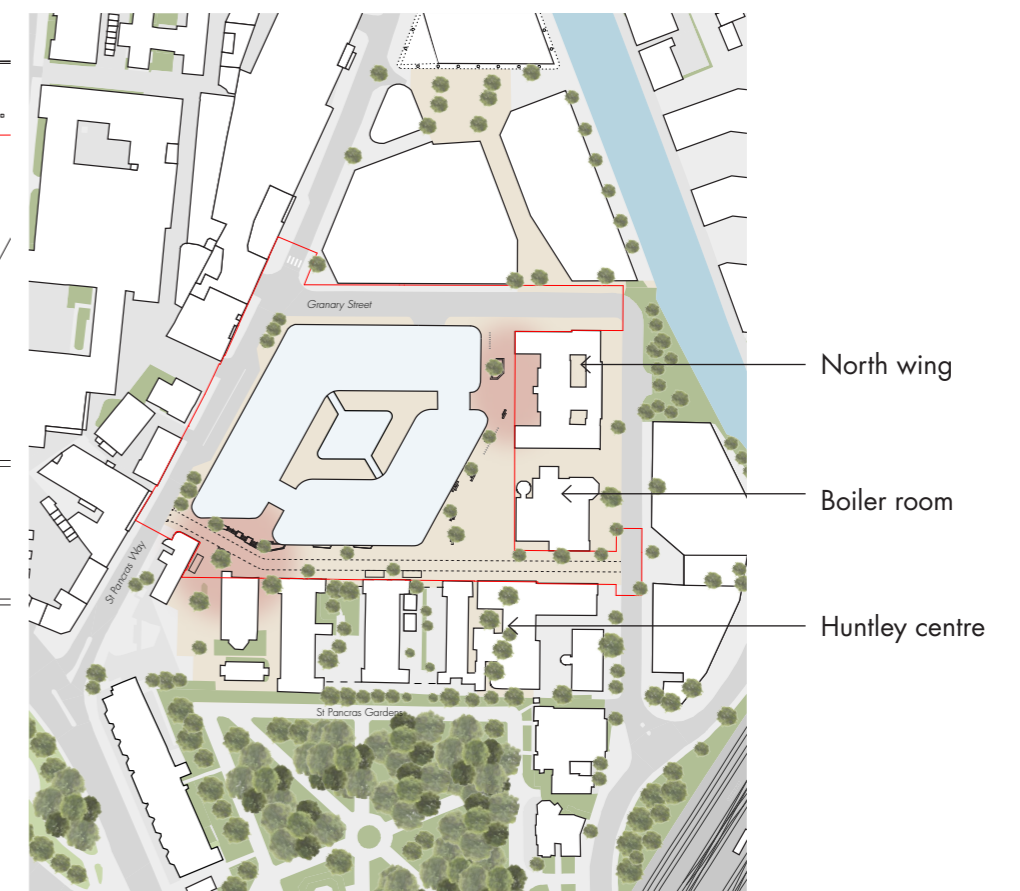 Granary Street
North wing
Boiler room
St Pancras Way
Huntley centre
St Pancras Gardens